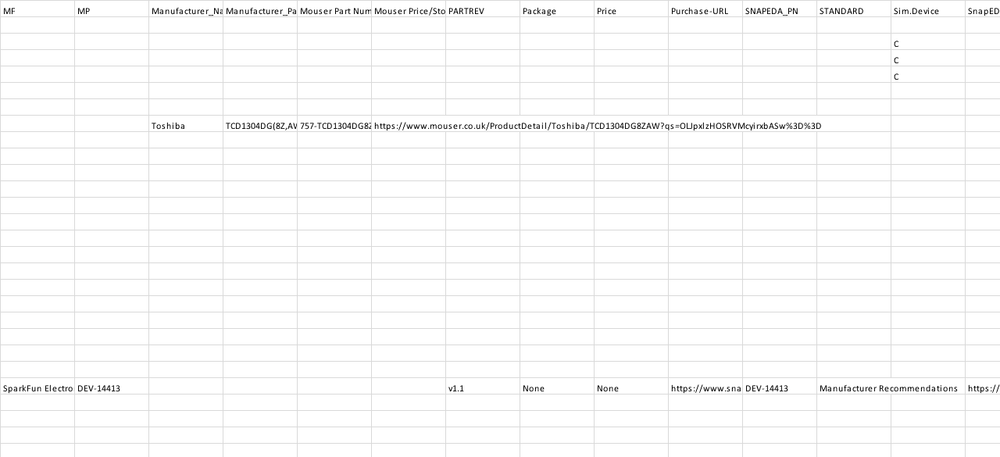 MF MP Manufacturer_Na Manufacturer_Pa Mouser Part Num Mouser Price/Sto PARTREV Package Price Purchase-URL SNAPEDA_PN STANDARD Sim.Device SnapED
C
C
C
Toshiba TCD1304DG(8Z,AW 757-TCD1304DG8Z https://www.mouser.co.uk/ProductDetail/Toshiba/TCD1304DG8ZAW?qs=OLJpxlzHOSRVMcyirxbASw%3D%3D
SparkFun Electro DEV-14413 v1.1 None None https://www.sna DEV-14413 Manufacturer Recommendations https://